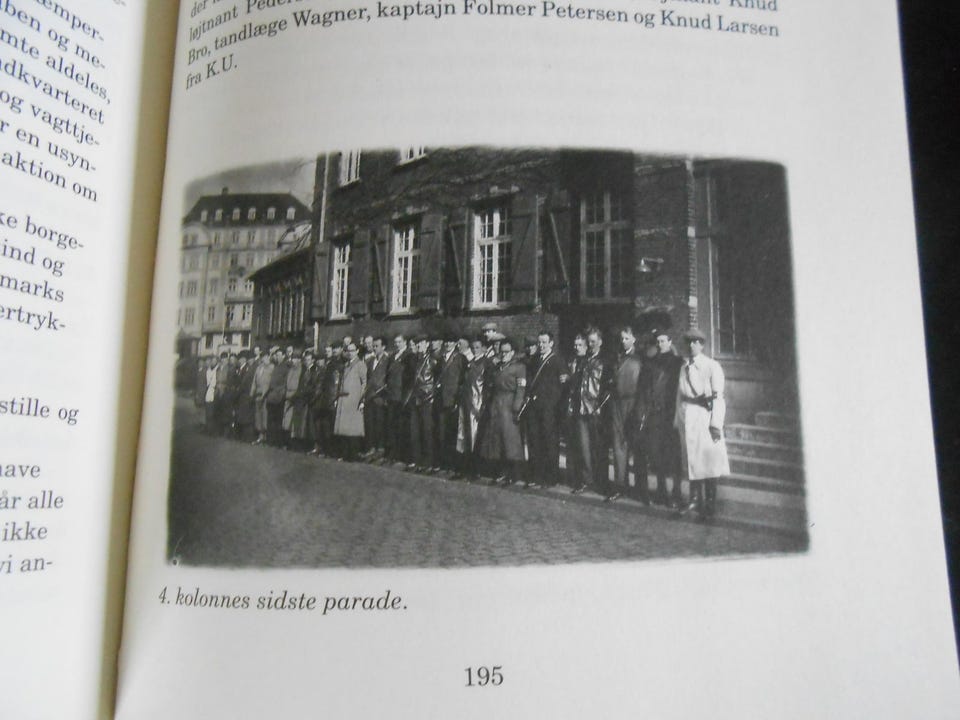 emper-
ben og me-
mte aldeles,
dkvarteret
og vagttje-
r en usyn-
aktion om
ke borge-
ind og
marks
ertryk-
stille og
have
år alle
ikke
vi an-
Knud
løjtnant
Bro, tandlæge Wagner, kaptajn Folmer Petersen og Knud Larsen
fra K.U.
4. kolonnes sidste parade.
195